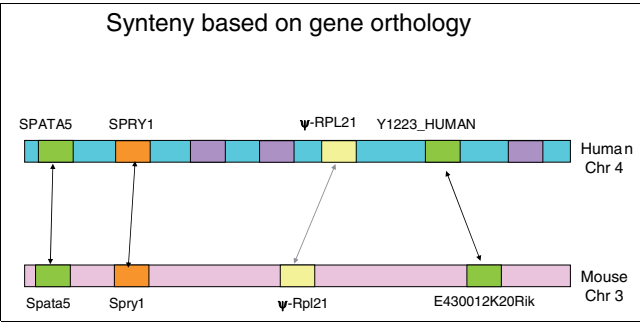 Synteny based on gene orthology
SPATA5 SPRY1 ψ-RPL21 Y1223_HUMAN
Human
Chr 4
Mouse
Chr 3
Spata5 Spry1 ψ-Rpl21 E430012K20Rik